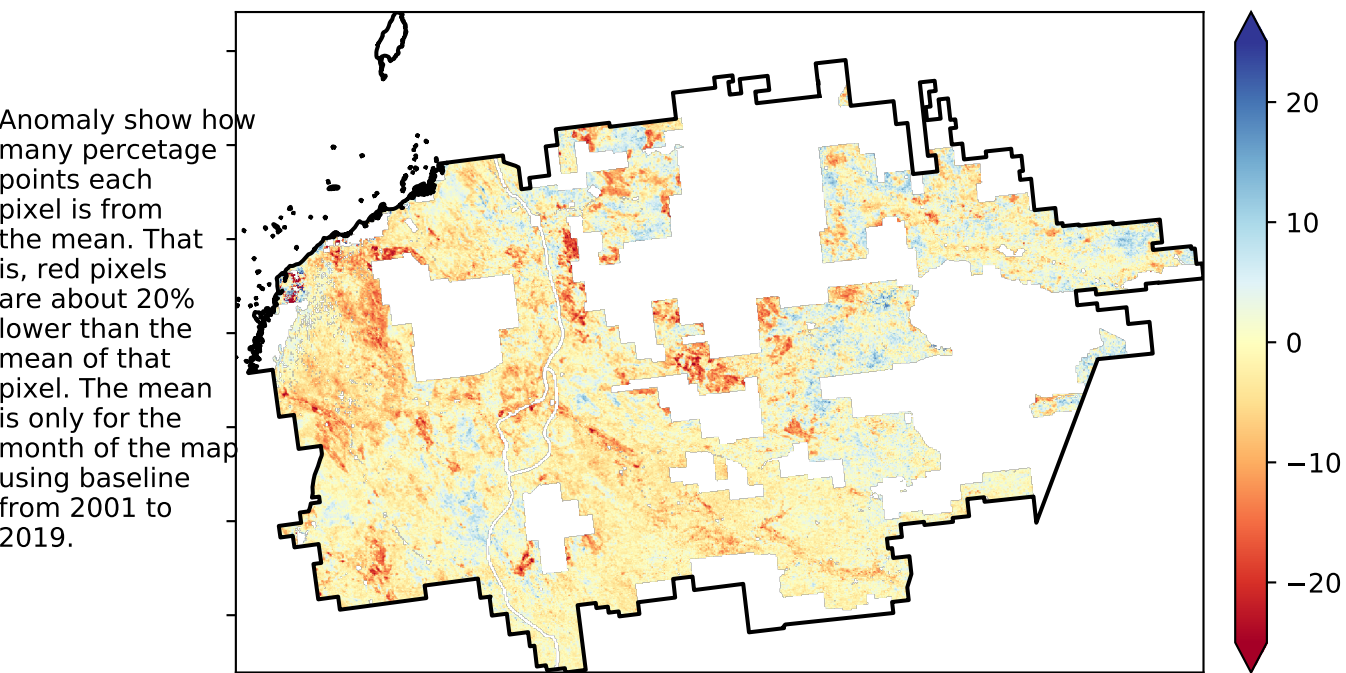 Anomaly show how
many percetage
points each
pixel is from
the mean. That
is, red pixels
are about 20%
lower than the
mean of that
pixel. The mean
is only for the
month of the map
using baseline
from 2001 to
2019.
20
10
0
−10
−20